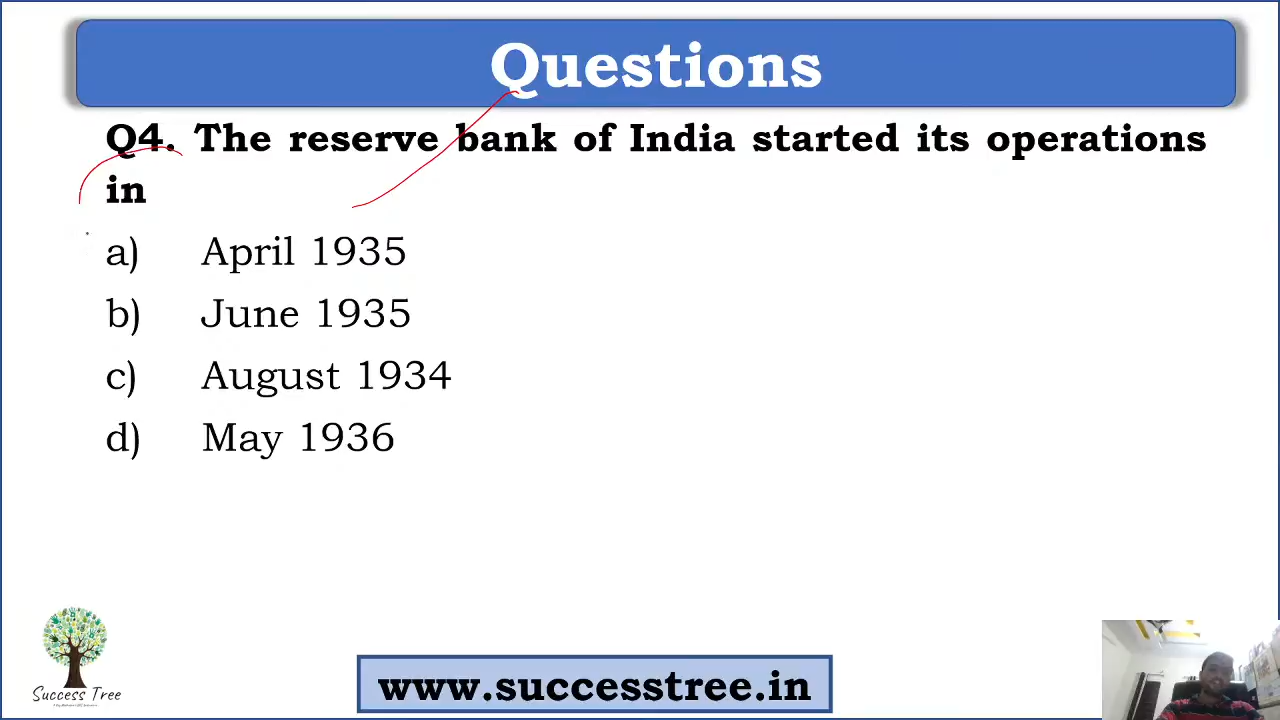 Questions
Q4. The reserve bank of India started its operations
in
a) April 1935
b) June 1935
c) August 1934
d) May 1936
Success Tree
www.successtree.in